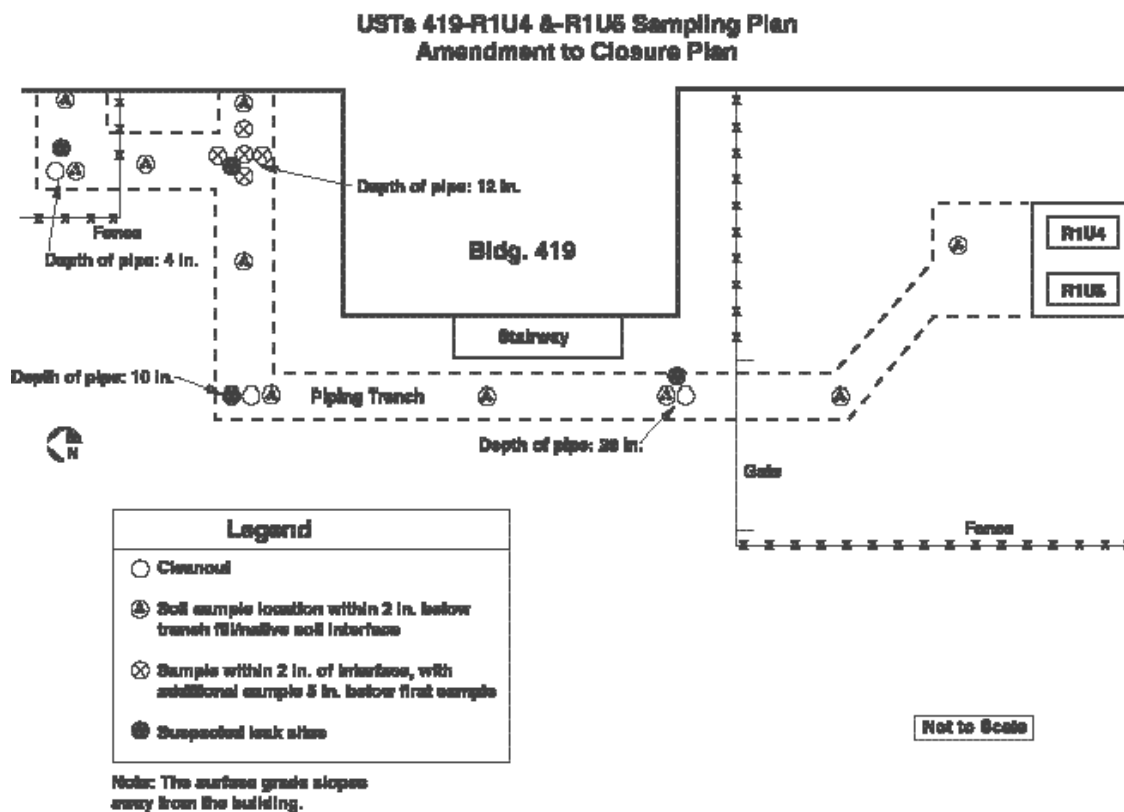 USTs 419-R1U4 &-R1U5 Sampling Plan
Amendment to Closure Plan
Depth of pipe: 12 in.
Fence
Depth of pipe: 4 in.
Bldg. 419
R1U4
R1U5
Stairway
Depth of pipe: 10 in.
Piping Trench
Depth of pipe: in.
N
Gate
Fence
Legend
Cleanout
Soil sample location within 2 in. below
trench fill/native soil interface
Sample within 2 in. of interface, with
additional sample 5 in. below first sample
Suspected leak sites
Not to Scale
Note: The surface grade slopes
away from the building.